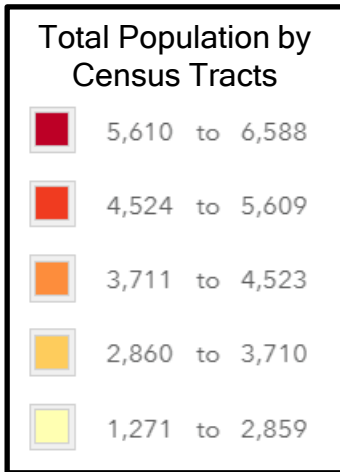 Total Population by
Census Tracts
5,610 to 6,588
4,524 to 5,609
3,711 to 4,523
2,860 to 3,710
1,271 to 2,859